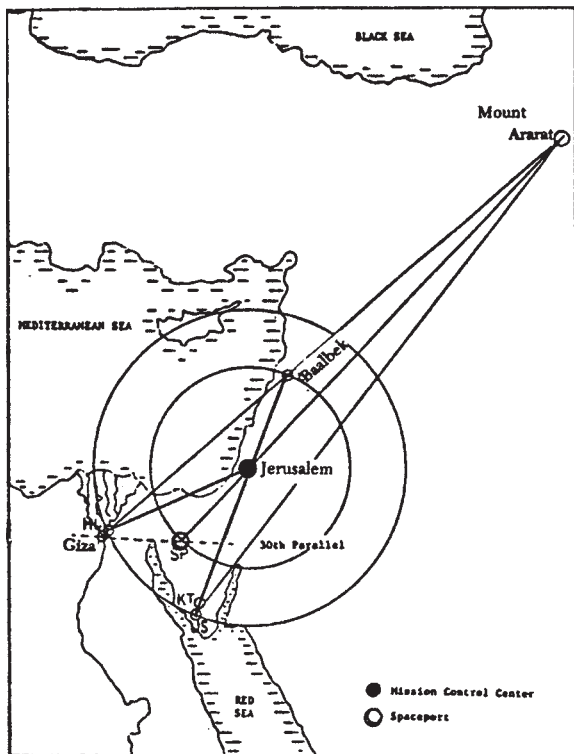 BLACK SEA
Mount
Ararat
MEDITERRANEAN SEA
Baalbek
Jerusalem
Giza
30th Parallel
SP
KT
S
RED
SEA
Mission Control Center
Spaceport